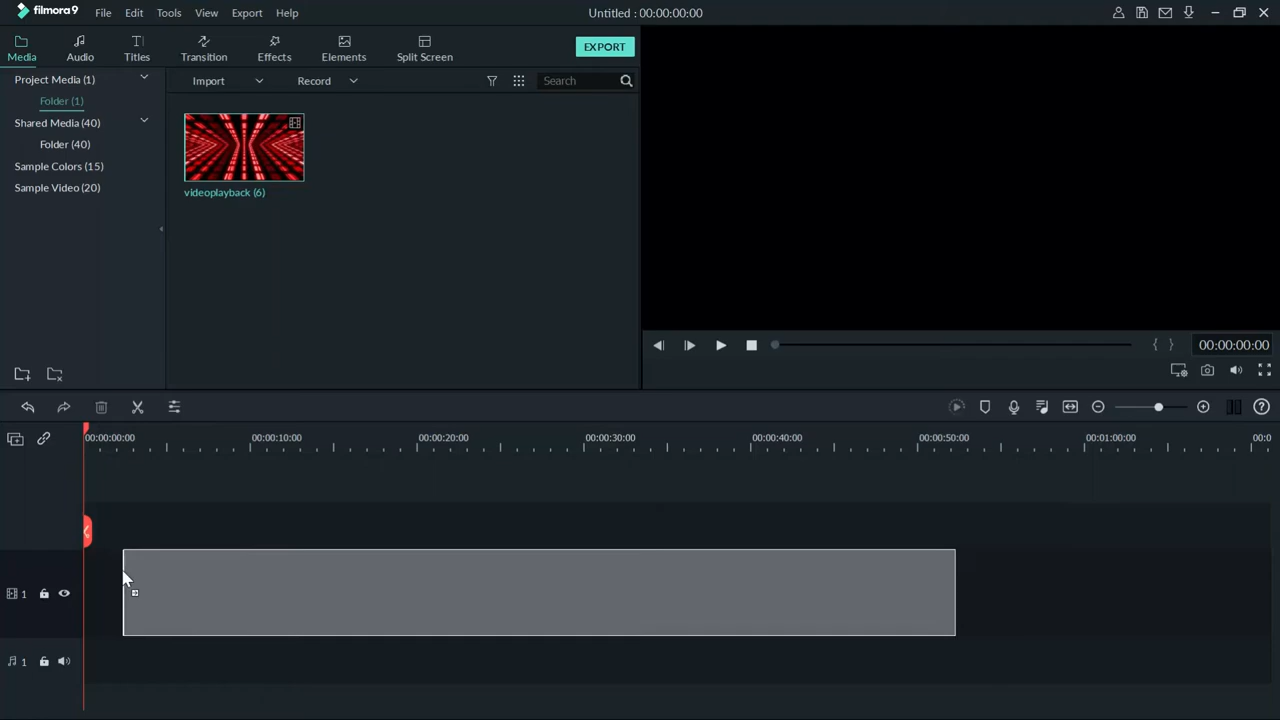 filmora9 File Edit Tools View Export Help Untitled : 00:00:00:00
Media Audio Titles Transition Effects Elements Split Screen EXPORT
Project Media (1)
Folder (1)
Shared Media (40)
Folder (40)
Sample Colors (15)
Sample Video (20)
Import Record Search
videoplayback (6)
00:00:00:00
00:00:00:00 00:00:10:00 00:00:20:00 00:00:30:00 00:00:40:00 00:00:50:00 00:01:00:00 00:0
1
1